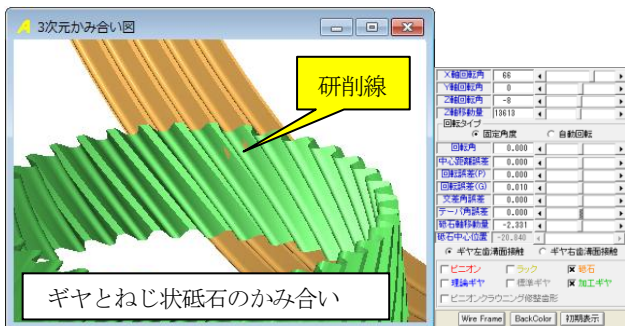 3次元かみ合い図
研削線
ギヤとねじ状砥石のかみ合い
X軸回転角 66
Y軸回転角 0
Z軸回転角 -8
Z軸移動量 13613
回転タイプ
固定角度 自動回転
回転角 0.000
中心距離誤差 0.000
回転誤差(P) 0.000
回転誤差(G) 0.010
交差角誤差 0.000
テーパ角誤差 0.000
砥石軸移動量 -2.331
砥石中心位置 -20.840
ギヤ左歯溝面接触 ギヤ右歯溝面接触
ピニオン ラック 砥石
理論ギヤ 標準ギヤ 加工ギヤ
ピニオンクラウニング修整歯形
Wire Frame BackColor 初期表示